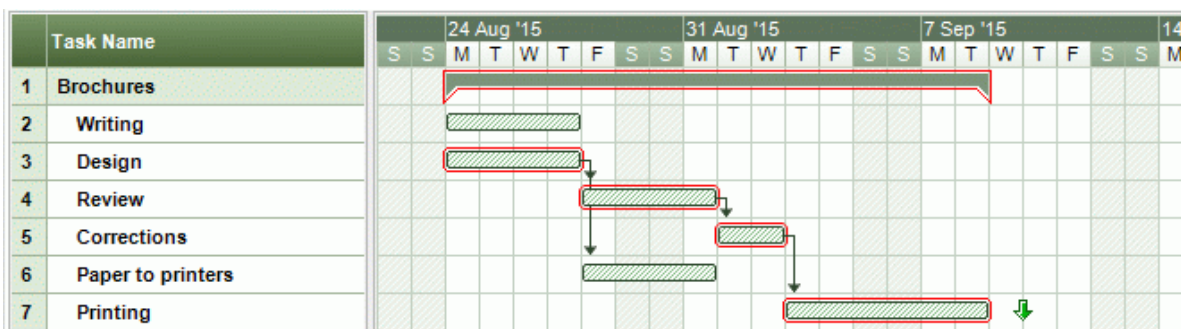 Task Name
24 Aug '15 31 Aug '15 7 Sep '15 14
S S M T W T F S S M T W T F S S M T W T F S S M
1 Brochures
2 Writing
3 Design
4 Review
5 Corrections
6 Paper to printers
7 Printing